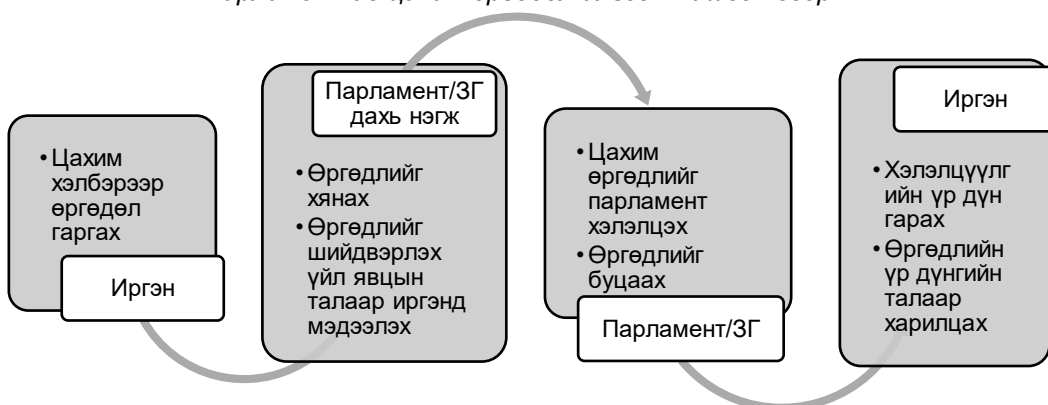 • Цахим
хэлбэрээр
өргөдөл
гаргах
Иргэн
Парламент/ЗГ
дахь нэгж
• Өргөдлийг
хянах
• Өргөдлийг
шийдвэрлэх
үйл явцын
талаар иргэнд
мэдээлэх
• Цахим
өргөдлийг
парламент
хэлэлцэх
• Өргөдлийг
буцаах
Парламент/ЗГ
Иргэн
• Хэлэлцүүлг
ийн үр дүн
гарах
• Өргөдлийн
үр дүнгийн
талаар
харилцах